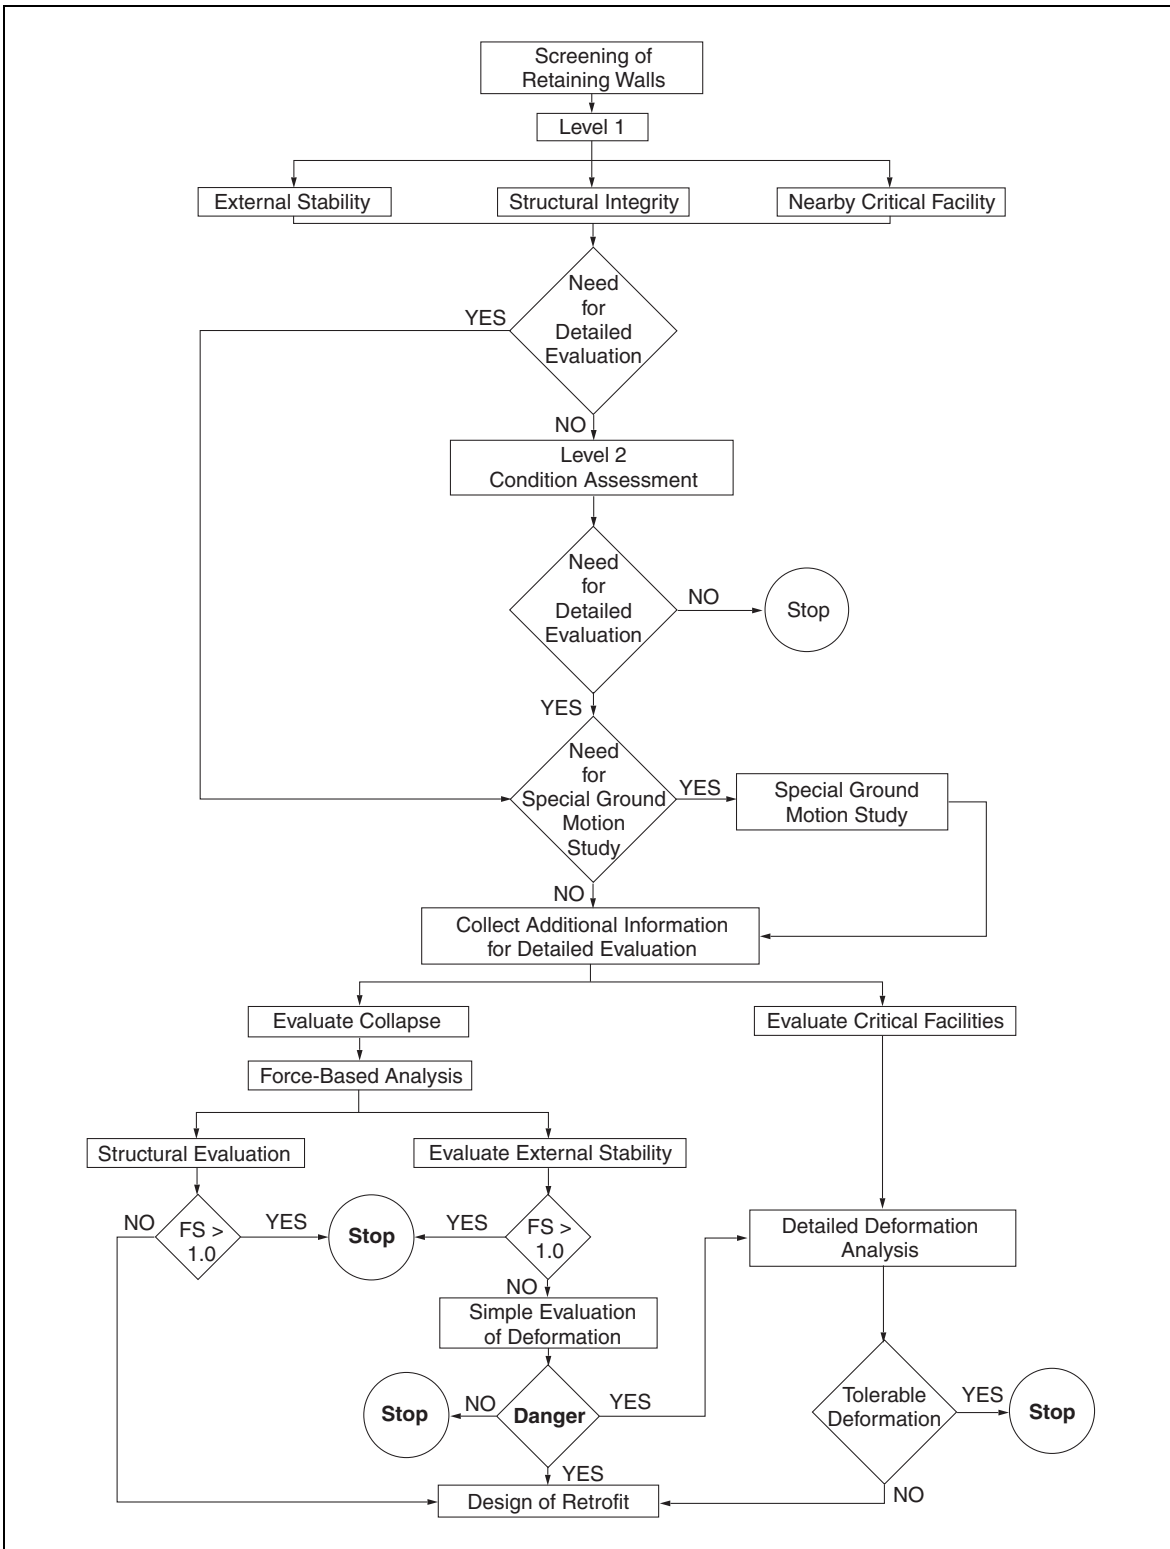 Screening of
Retaining Walls
Level 1
External Stability
Structural Integrity
Nearby Critical Facility
Need
for
Detailed
Evaluation
YES
NO
Level 2
Condition Assessment
Need
for
Detailed
Evaluation
NO
Stop
YES
Need
for
Special Ground
Motion
Study
YES
Special Ground
Motion Study
NO
Collect Additional Information
for Detailed Evaluation
Evaluate Collapse
Evaluate Critical Facilities
Force-Based Analysis
Structural Evaluation
Evaluate External Stability
NO
FS >
1.0
YES
Stop
YES
FS >
1.0
Detailed Deformation
Analysis
NO
Simple Evaluation
of Deformation
Stop
NO
Danger
YES
Tolerable
Deformation
YES
Stop
YES
NO
Design of Retrofit